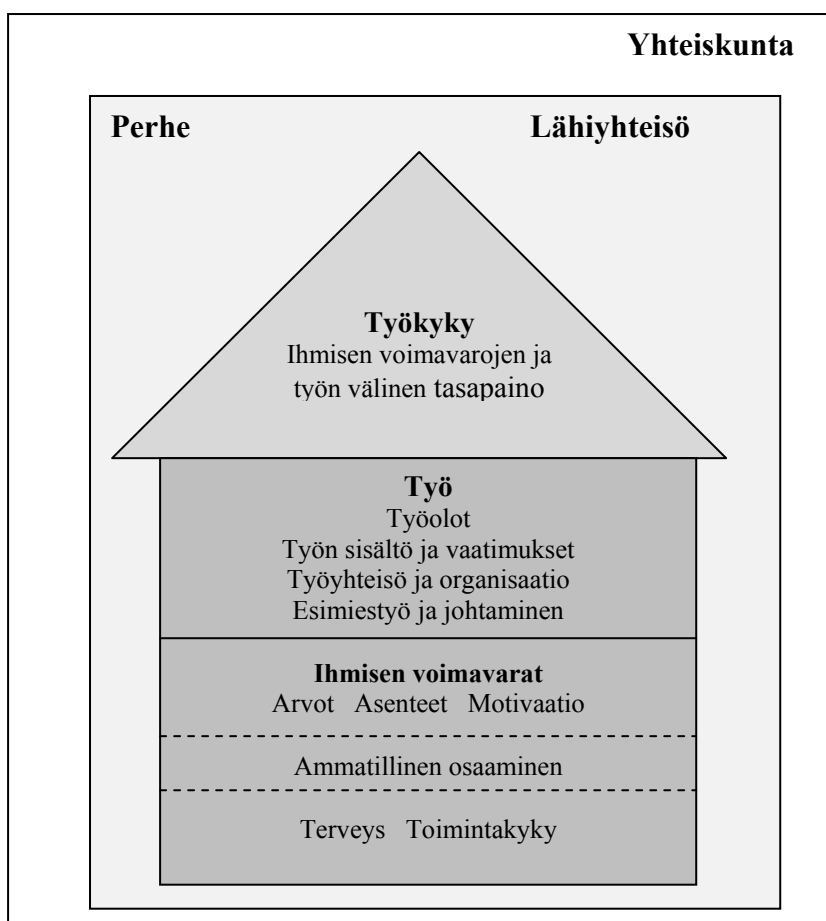 Yhteiskunta
Perhe Lähiyhteisö
Työkyky
Ihmisen voimavarojen ja
työn välinen tasapaino
Työ
Työolot
Työn sisältö ja vaatimukset
Työyhteisö ja organisaatio
Esimiestyö ja johtaminen
Ihmisen voimavarat
Arvot Asenteet Motivaatio
Ammatillinen osaaminen
Terveys Toimintakyky